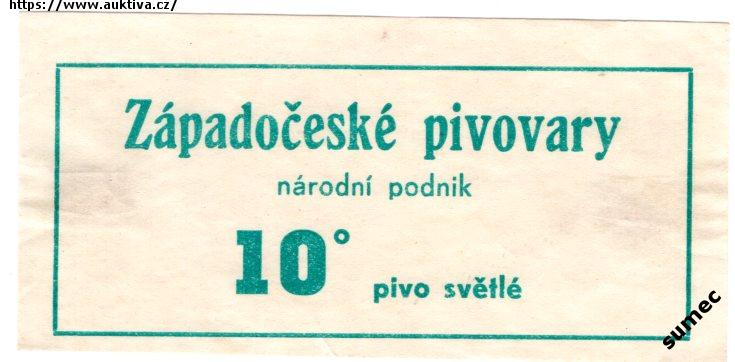 https://www.auktiva.cz/
Západočeské pivovary
národní podnik
10° pivo světlé
sumec